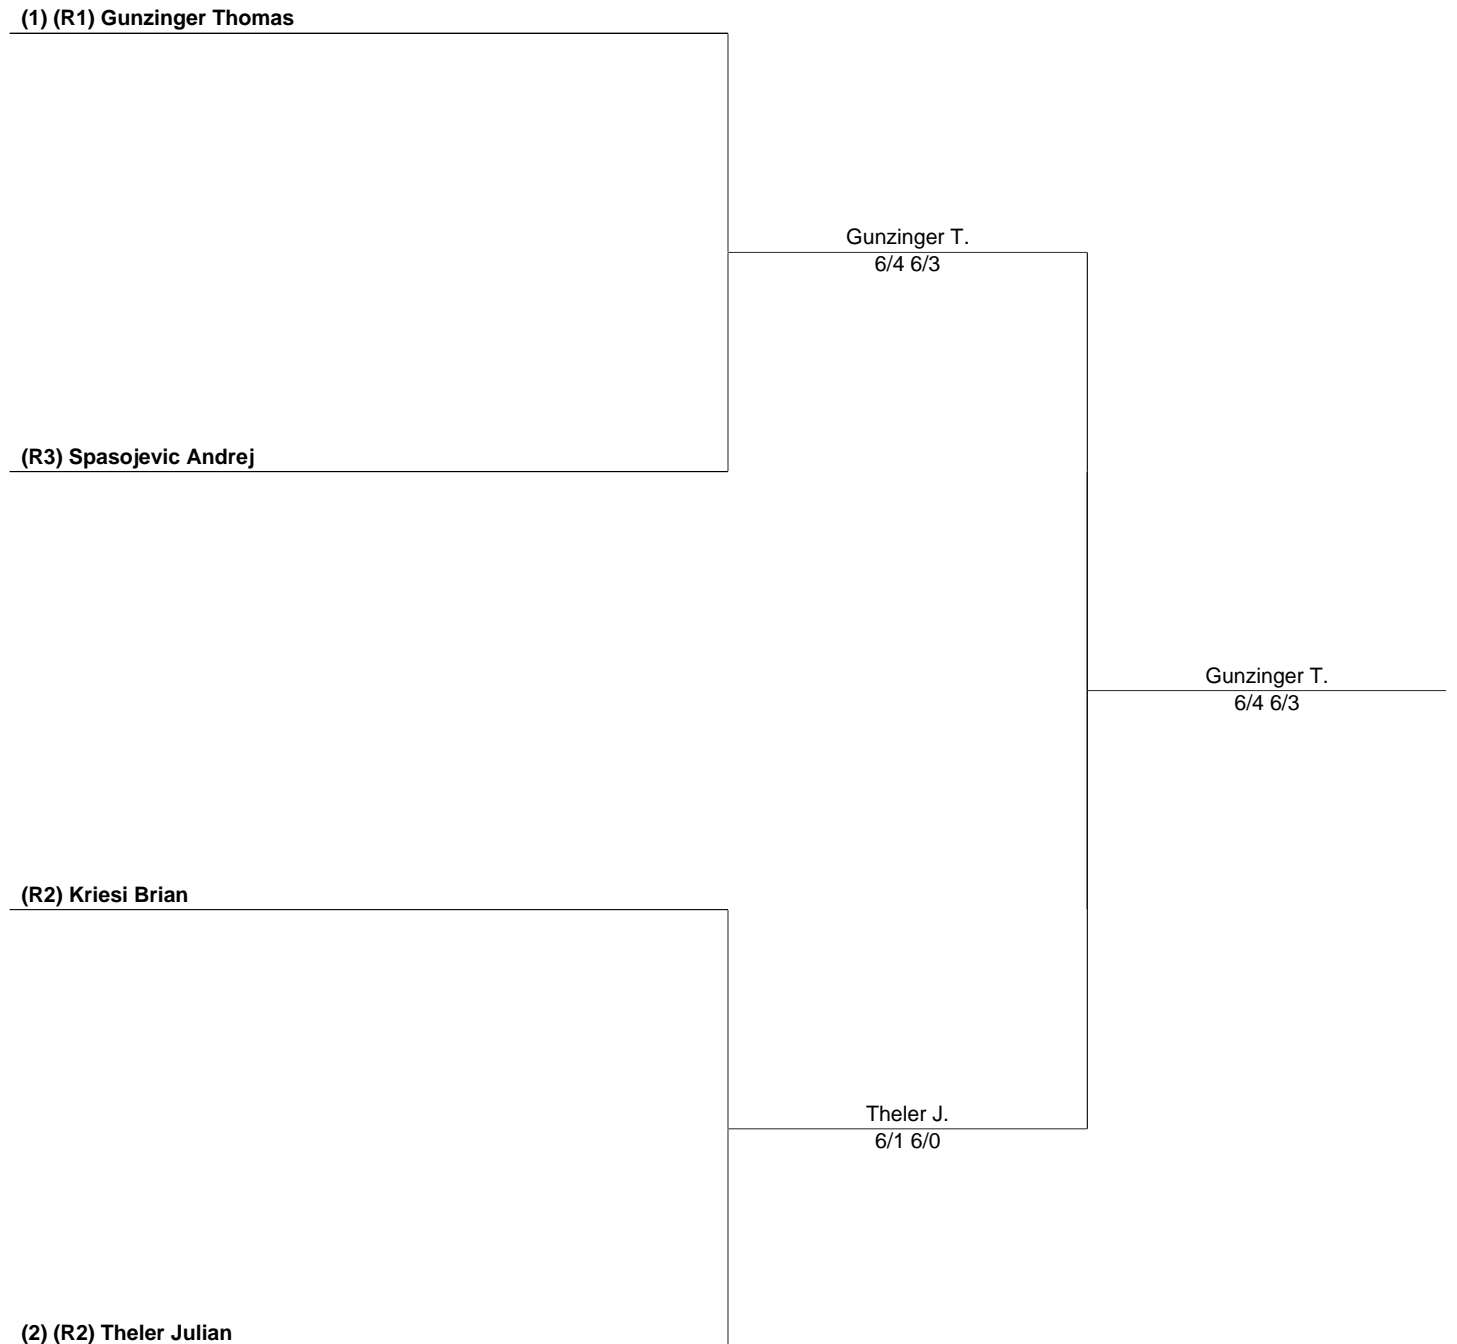 (1) (R1) Gunzinger Thomas
Gunzinger T.
6/4 6/3
(R3) Spasojevic Andrej
Gunzinger T.
6/4 6/3
(R2) Kriesi Brian
Theler J.
6/1 6/0
(2) (R2) Theler Julian